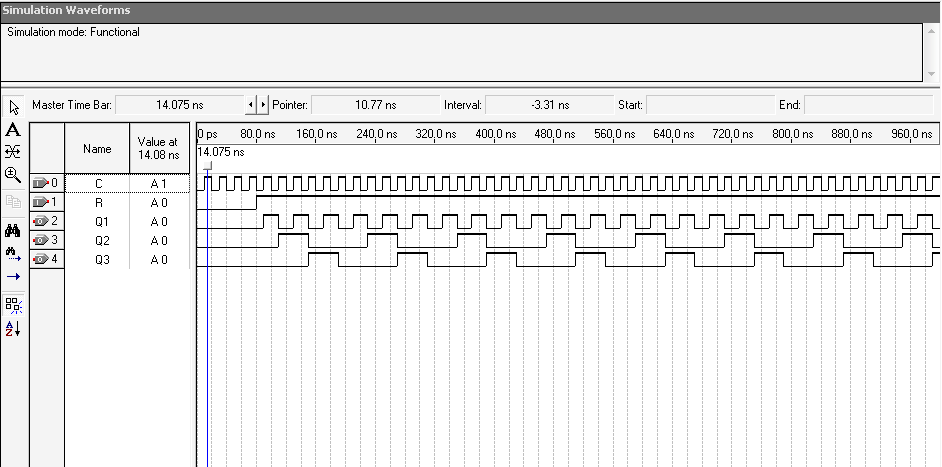 Simulation Waveforms
Simulation mode: Functional
Master Time Bar: 14.075 ns Pointer: 10.77 ns Interval: -3.31 ns Start: End:
Name Value at 14.08 ns
0 ps 80.0 ns 160.0 ns 240.0 ns 320.0 ns 400.0 ns 480.0 ns 560.0 ns 640.0 ns 720.0 ns 800.0 ns 880.0 ns 960.0 ns
14.075 ns
0 C A 1
1 R A 0
2 Q1 A 0
3 Q2 A 0
4 Q3 A 0